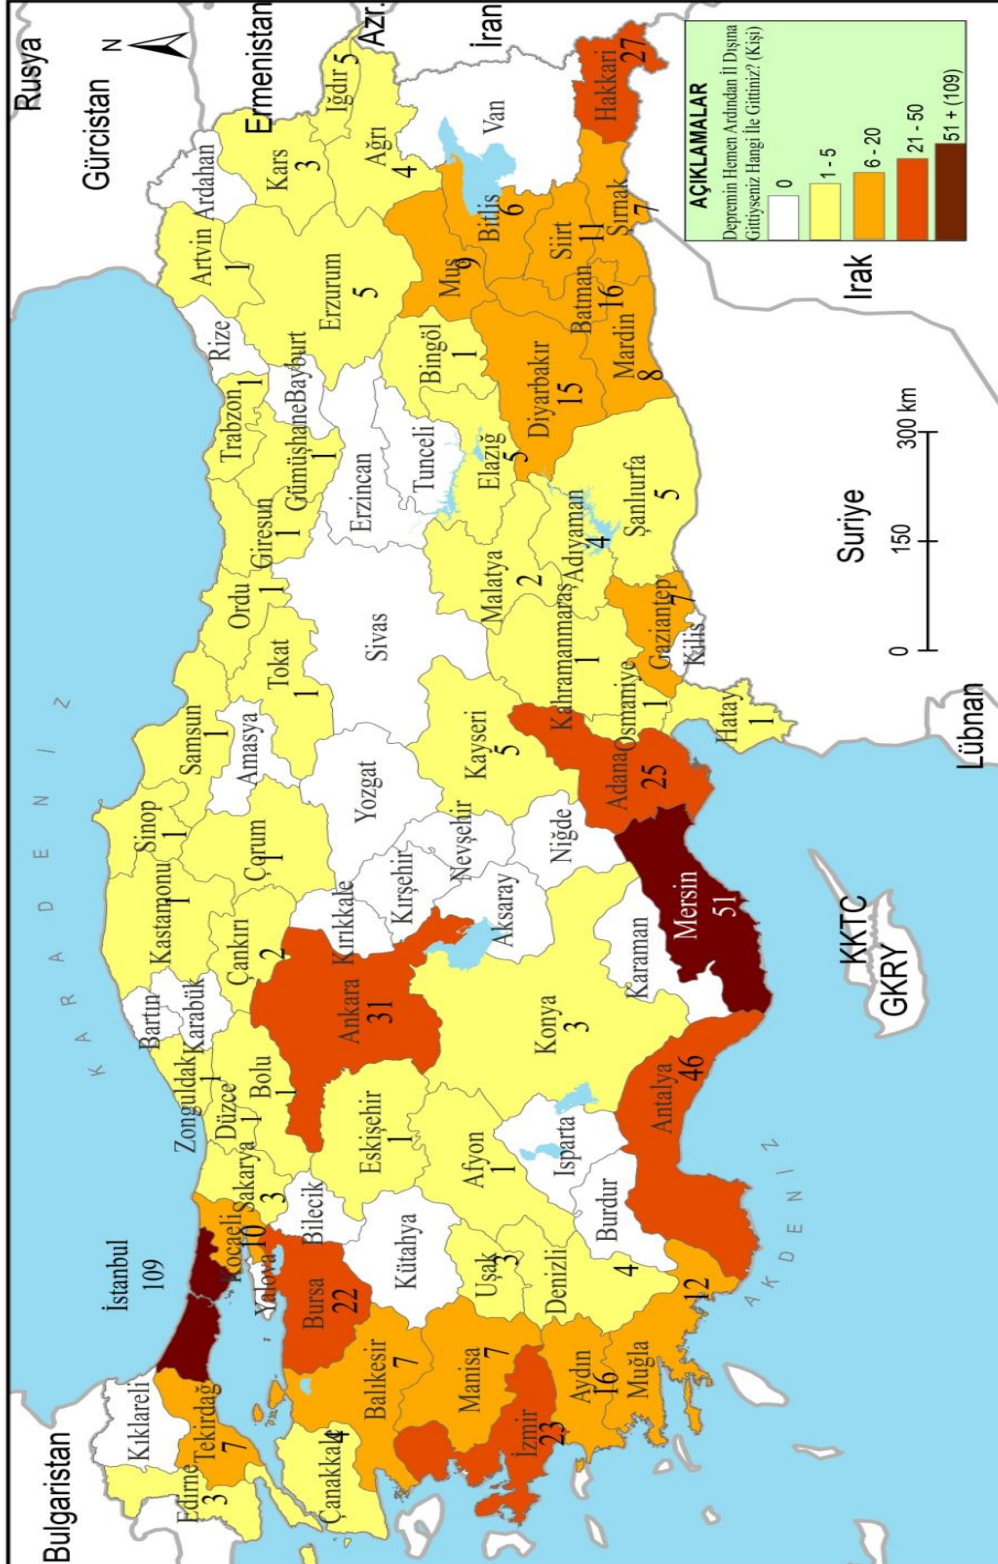 Bulgaristan
Rusya
Gürcistan
N
Ermenistan
Azr.
İran
Irak
Suriye
Lübnan
KKTC
GKRY
K A R A D E N İ Z
A K D E N İ Z
Kıklareli
Edirne
3
Tekirdağ
7
İstanbul
109
Kocaeli
10
Yalova
Sakarya
3
Düzce
1
Zonguldak
1
Bartın
Karabük
Bolu
1
Kastamonu
1
Çankırı
2
Sinop
1
Çorum
1
Samsun
1
Amasya
Tokat
1
Ordu
1
Giresun
1
Trabzon
1
Gümüşhane
1
Bayburt
Rize
Artvin
1
Ardahan
Kars
3
Iğdır
5
Ağrı
4
Erzurum
5
Erzincan
Tunceli
Bingöl
1
Muş
9
Bitlis
6
Van
Hakkari
27
Şırnak
7
Siirt
11
Batman
16
Mardin
8
Diyarbakır
15
Elazığ
5
Malatya
2
Adıyaman
4
Şanlıurfa
5
Gaziantep
7
Kilis
Kahramanmaraş
1
Osmaniye
1
Hatay
1
Adana
25
Mersin
51
Sivas
Kayseri
5
Yozgat
Nevşehir
Niğde
Kırşehir
Aksaray
Kırıkkale
Ankara
31
Konya
3
Karaman
Antalya
46
Isparta
Burdur
Afyon
1
Eskişehir
1
Bilecik
Kütahya
Bursa
22
Balıkesir
7
Çanakkale
4
Manisa
7
Uşak
3
Denizli
4
İzmir
23
Aydın
16
Muğla
12
0
150
300 km
AÇIKLAMALAR
Depremin Hemen Ardından İl Dışına
Gittiyseniz Hangi İle Gittiniz? (Kişi)
0
1 - 5
6 - 20
21 - 50
51 + (109)